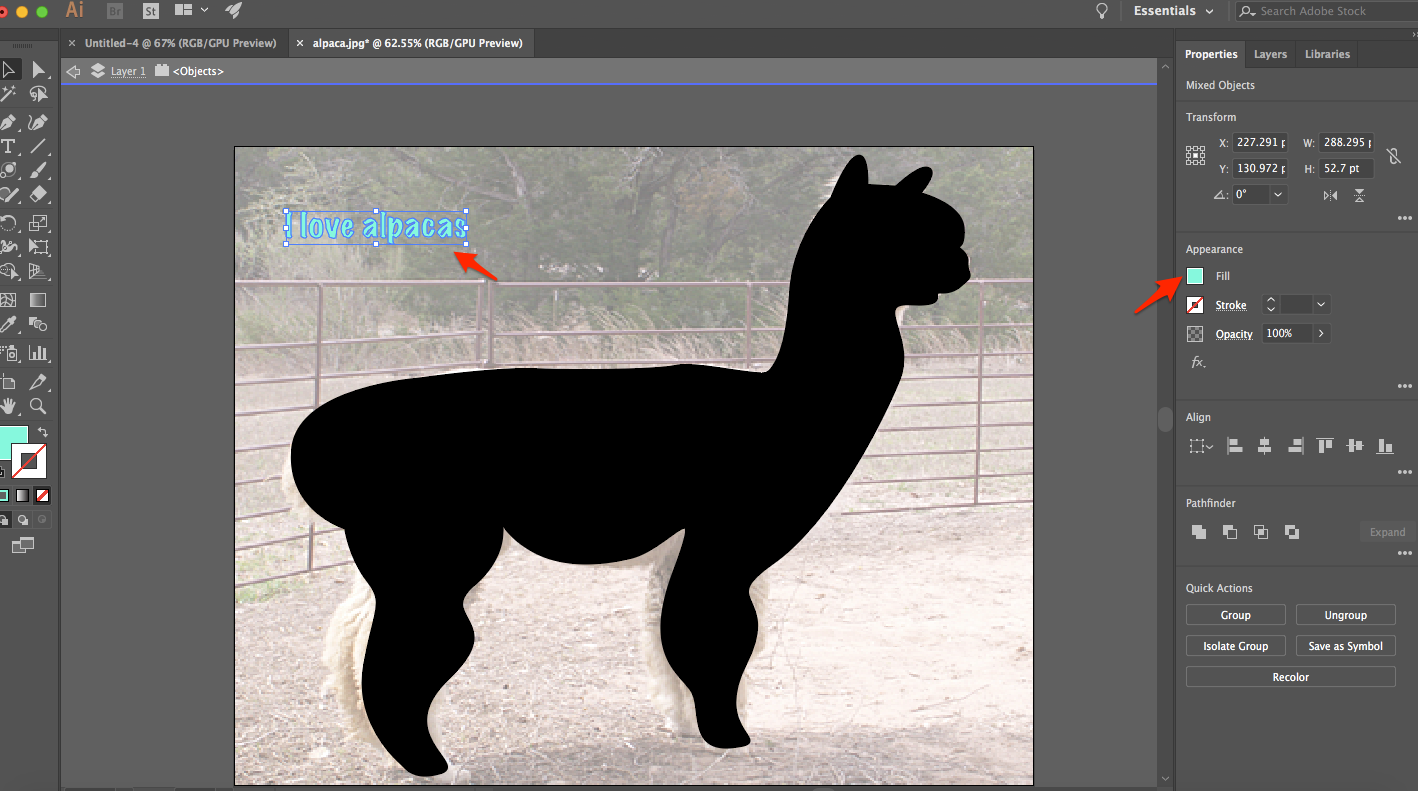 Ai Br St Essentials Search Adobe Stock
× Untitled-4 @ 67% (RGB/GPU Preview) × alpaca.jpg* @ 62.55% (RGB/GPU Preview)
Layer 1 <Objects>
I love alpacas
T
Properties Layers Libraries
Mixed Objects
Transform
X: 227.291 p W: 288.295 p
Y: 130.972 p H: 52.7 pt
0°
Appearance
Fill
Stroke
Opacity 100%
fx.
Align
Pathfinder
Expand
Quick Actions
Group Ungroup
Isolate Group Save as Symbol
Recolor